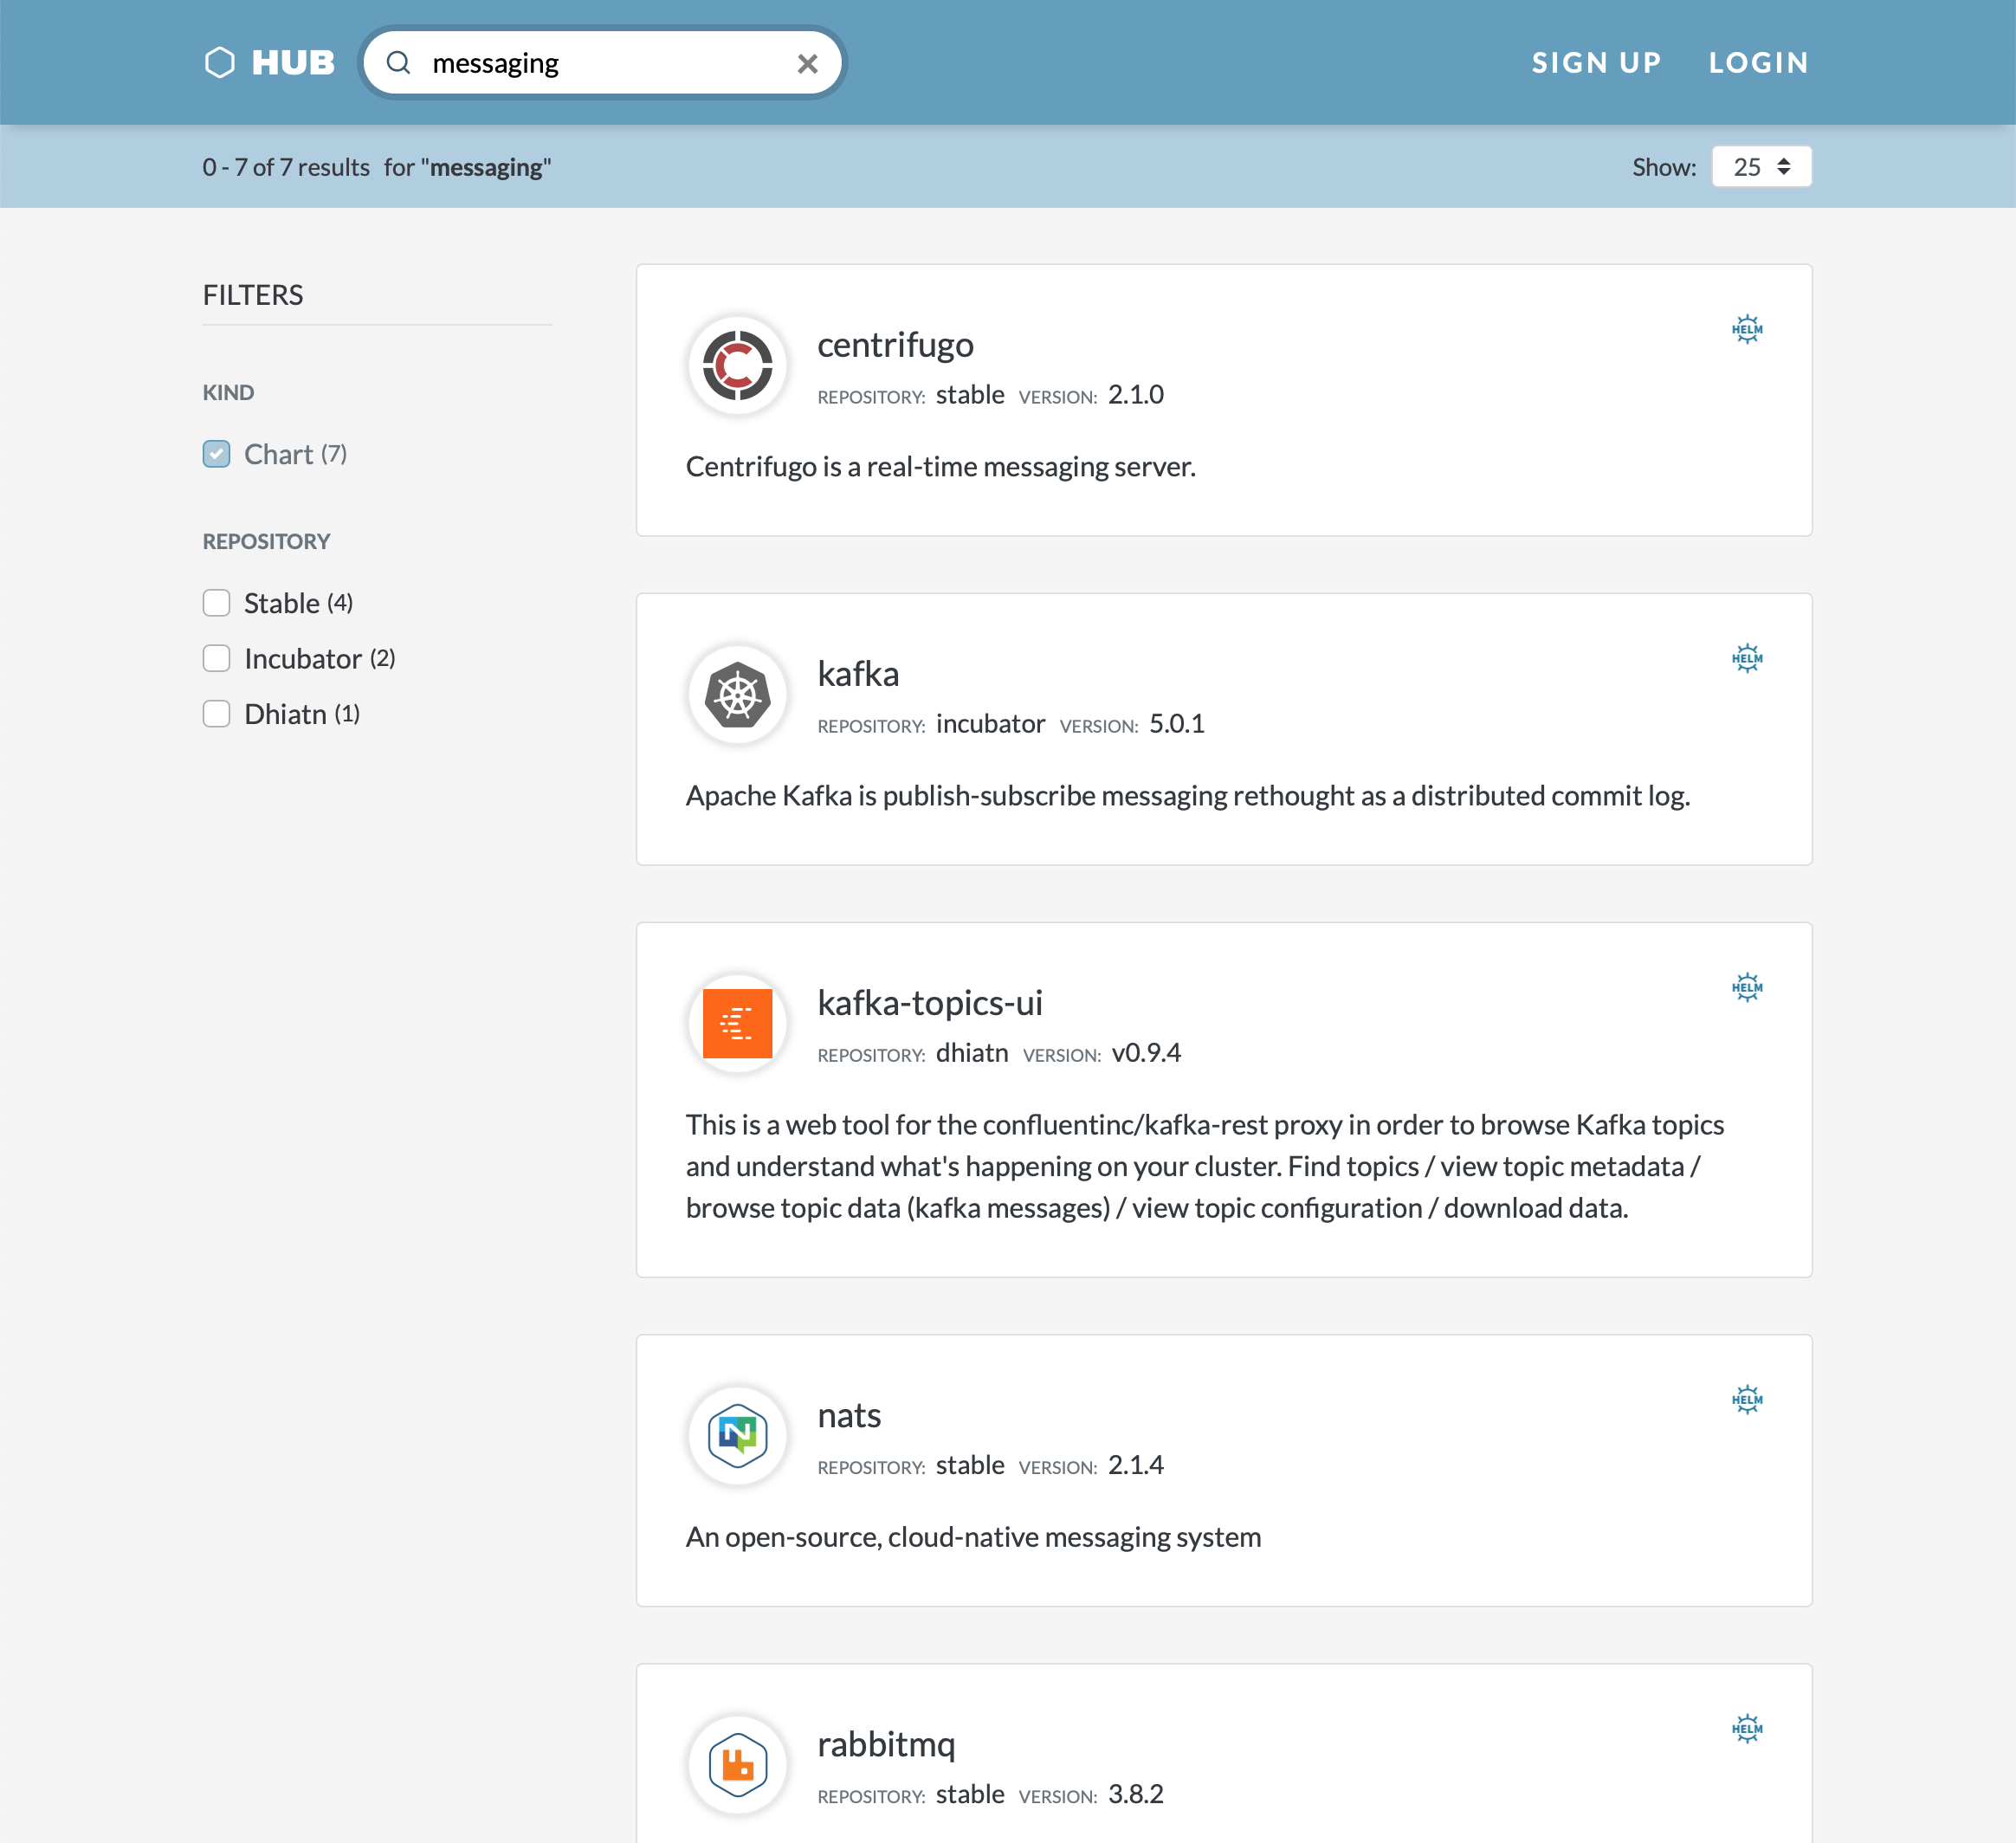 HUB
messaging
SIGN UP LOGIN
0 - 7 of 7 results for "messaging"
Show: 25
FILTERS
KIND
Chart (7)
REPOSITORY
Stable (4)
Incubator (2)
Dhiatn (1)
centrifugo
HELM
REPOSITORY: stable VERSION: 2.1.0
Centrifugo is a real-time messaging server.
kafka
HELM
REPOSITORY: incubator VERSION: 5.0.1
Apache Kafka is publish-subscribe messaging rethought as a distributed commit log.
kafka-topics-ui
HELM
REPOSITORY: dhiatn VERSION: v0.9.4
This is a web tool for the confluentinc/kafka-rest proxy in order to browse Kafka topics
and understand what's happening on your cluster. Find topics / view topic metadata /
browse topic data (kafka messages) / view topic configuration / download data.
nats
HELM
N
REPOSITORY: stable VERSION: 2.1.4
An open-source, cloud-native messaging system
rabbitmq
HELM
REPOSITORY: stable VERSION: 3.8.2